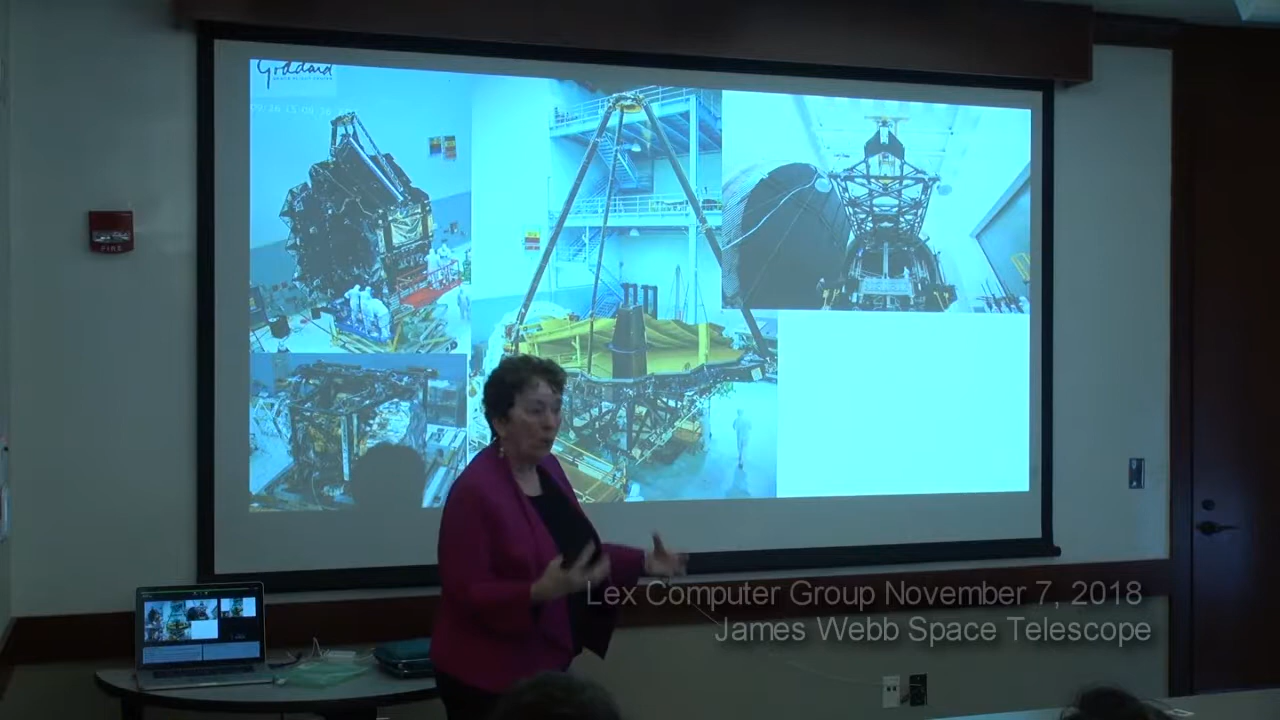 Goddard
FIRE
Lex Computer Group November 7, 2018
James Webb Space Telescope